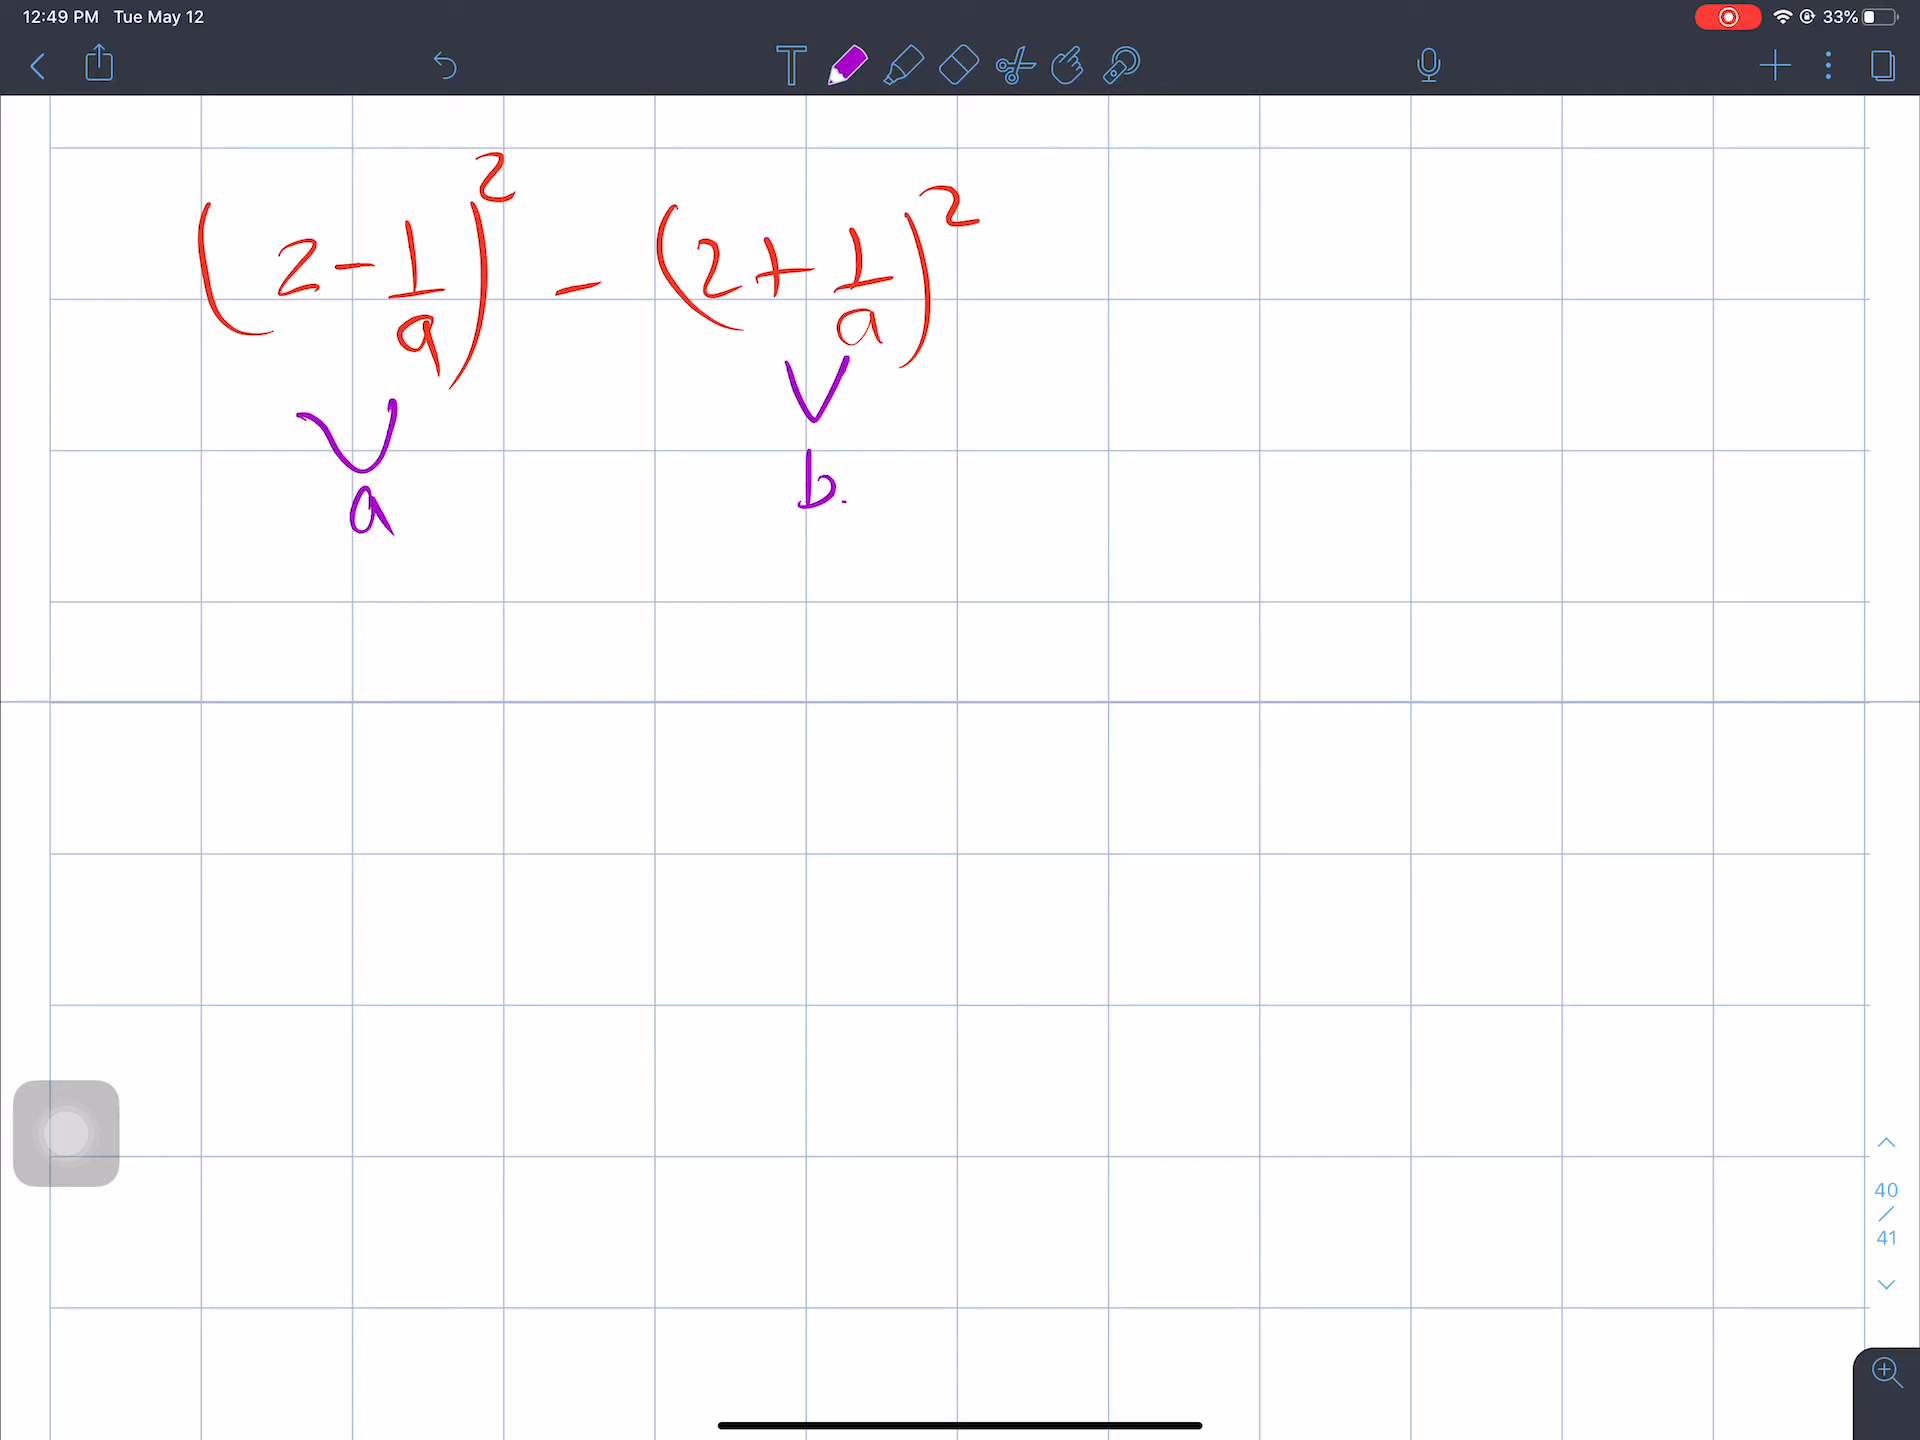 12:49 PM Tue May 12 33%
(2 - 1/a)² - (2 + 1/a)²
a b.
40
/
41